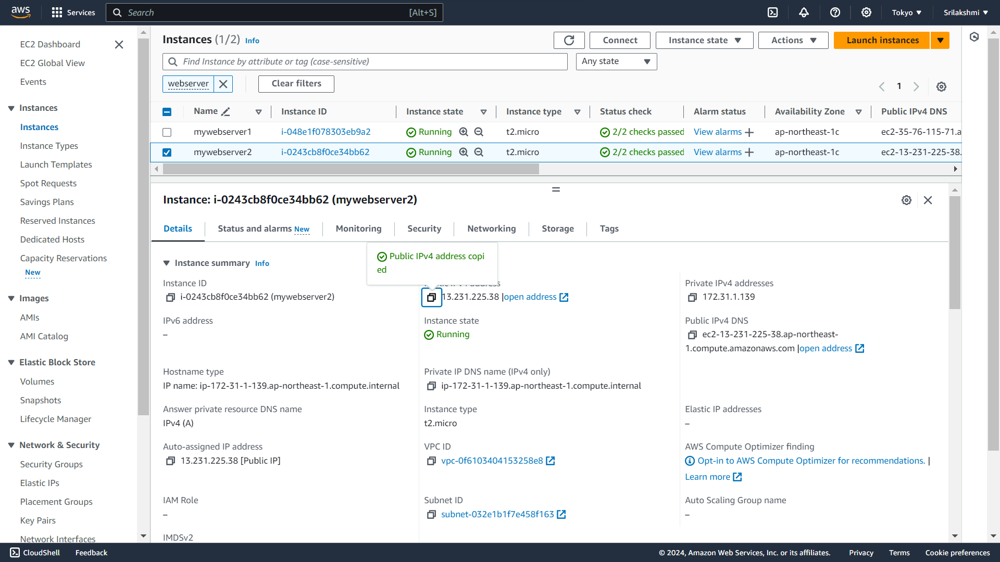 aws
Services
Search
[Alt+S]
Tokyo
Srilakshmi
EC2 Dashboard
EC2 Global View
Events
Instances
Instances
Instance Types
Launch Templates
Spot Requests
Savings Plans
Reserved Instances
Dedicated Hosts
Capacity Reservations
New
Images
AMIs
AMI Catalog
Elastic Block Store
Volumes
Snapshots
Lifecycle Manager
Network & Security
Security Groups
Elastic IPs
Placement Groups
Key Pairs
Network Interfaces
Instances (1/2) Info
Connect
Instance state
Actions
Launch instances
Find Instance by attribute or tag (case-sensitive)
Any state
webserver
Clear filters
1
Name Instance ID Instance state Instance type Status check Alarm status Availability Zone Public IPv4 DNS
mywebserver1 i-048e1f078303eb9a2 Running t2.micro 2/2 checks passed View alarms ap-northeast-1c ec2-35-76-115-71.a
mywebserver2 i-0243cb8f0ce34bb62 Running t2.micro 2/2 checks passed View alarms ap-northeast-1c ec2-13-231-225-38.
Instance: i-0243cb8f0ce34bb62 (mywebserver2)
Details
Status and alarms New
Monitoring
Security
Networking
Storage
Tags
Public IPv4 address copi
ed
Instance summary Info
Instance ID
i-0243cb8f0ce34bb62 (mywebserver2)
13.231.225.38 |open address
Private IPv4 addresses
172.31.1.139
IPv6 address
–
Instance state
Running
Public IPv4 DNS
ec2-13-231-225-38.ap-northeast-
1.compute.amazonaws.com |open address
Hostname type
IP name: ip-172-31-1-139.ap-northeast-1.compute.internal
Private IP DNS name (IPv4 only)
ip-172-31-1-139.ap-northeast-1.compute.internal
Answer private resource DNS name
IPv4 (A)
Instance type
t2.micro
Elastic IP addresses
–
Auto-assigned IP address
13.231.225.38 [Public IP]
VPC ID
vpc-0f6103404153258e8
AWS Compute Optimizer finding
Opt-in to AWS Compute Optimizer for recommendations. |
Learn more
IAM Role
–
Subnet ID
subnet-032e1b1f7e458f163
Auto Scaling Group name
–
IMDSv2
CloudShell
Feedback
© 2024, Amazon Web Services, Inc. or its affiliates.
Privacy
Terms
Cookie preferences